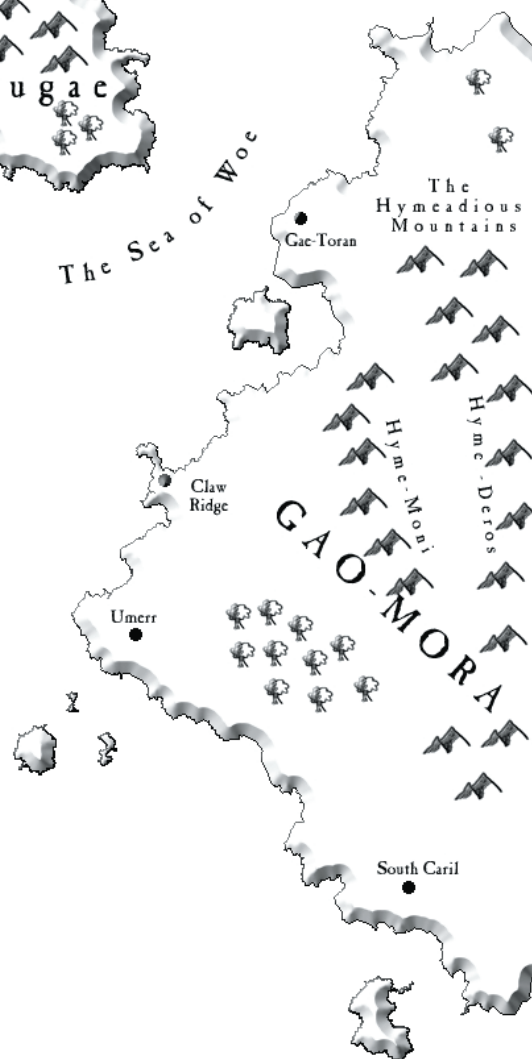 ugae
The Sea of Woe
The
Hymeadious
Mountains
Gae-Toran
Hyme-Moni
Hyme-Deros
Claw
Ridge
GAO-MORA
Umerr
South Caril